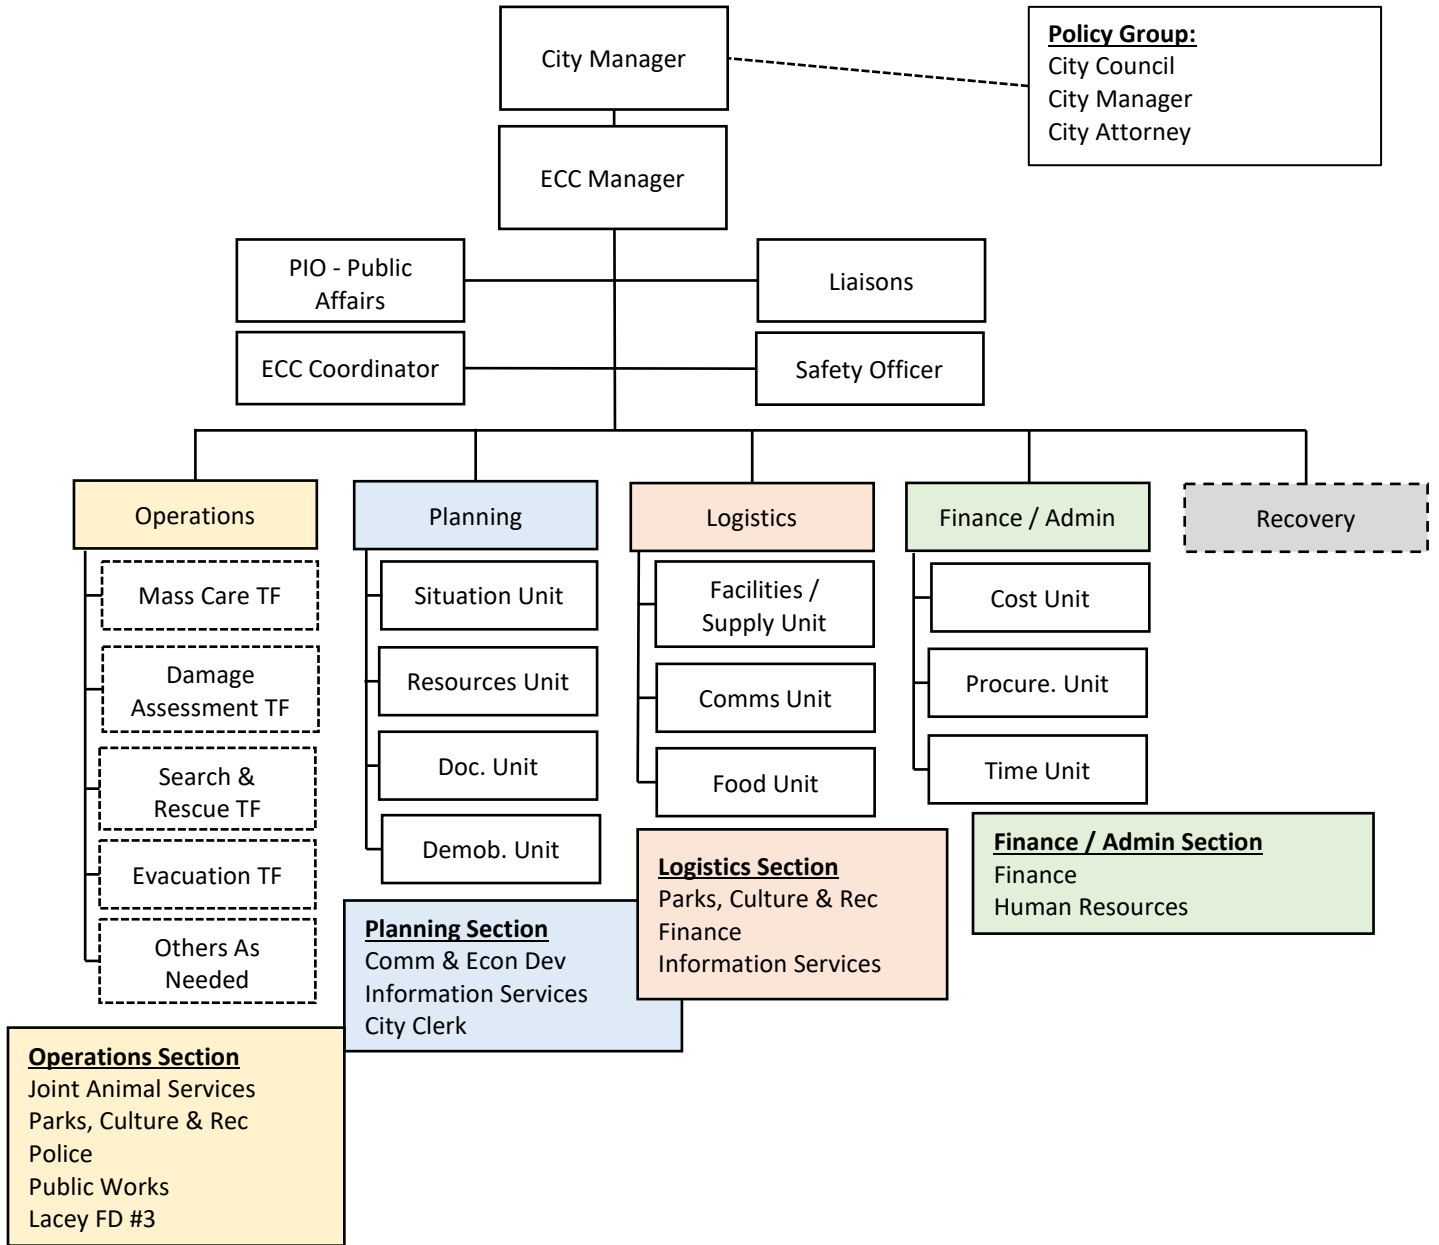 City Manager
Policy Group:
City Council
City Manager
City Attorney
ECC Manager
PIO - Public
Affairs
Liaisons
ECC Coordinator
Safety Officer
Operations
Planning
Logistics
Finance / Admin
Recovery
Mass Care TF
Damage
Assessment TF
Search &
Rescue TF
Evacuation TF
Others As
Needed
Situation Unit
Resources Unit
Doc. Unit
Demob. Unit
Facilities /
Supply Unit
Comms Unit
Food Unit
Cost Unit
Procure. Unit
Time Unit
Operations Section
Joint Animal Services
Parks, Culture & Rec
Police
Public Works
Lacey FD #3
Planning Section
Comm & Econ Dev
Information Services
City Clerk
Logistics Section
Parks, Culture & Rec
Finance
Information Services
Finance / Admin Section
Finance
Human Resources